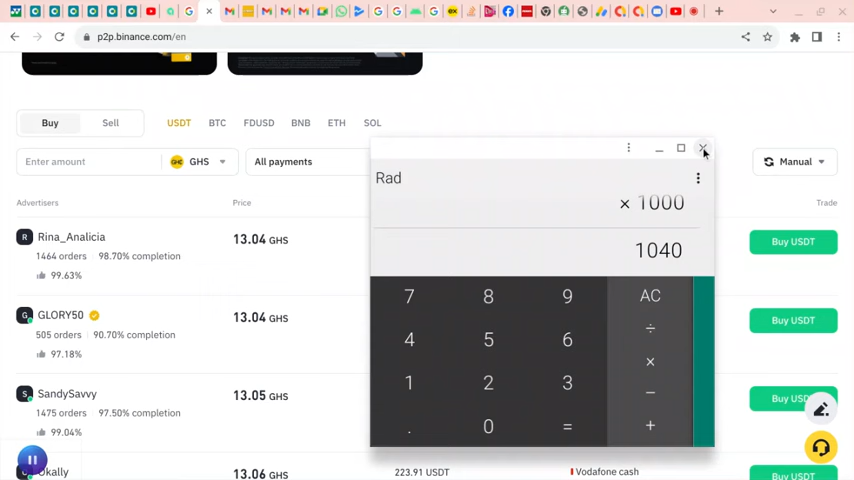 p2p.binance.com/en
Buy
Sell
USDT
BTC
FDUSD
BNB
ETH
SOL
Enter amount
GHS
All payments
Manual
Advertisers
Price
Trade
R
Rina_Analicia
1464 orders
98.70% completion
99.63%
13.04 GHS
Buy USDT
G
GLORY50
505 orders
90.70% completion
97.18%
13.04 GHS
Buy USDT
S
SandySavvy
1475 orders
97.50% completion
99.04%
13.05 GHS
Buy USDT
Okally
13.06 GHS
223.91 USDT
Vodafone cash
Buy USDT
Rad
× 1000
1040
7 8 9 AC
4 5 6 ÷
×
1 2 3 −
. 0 = +